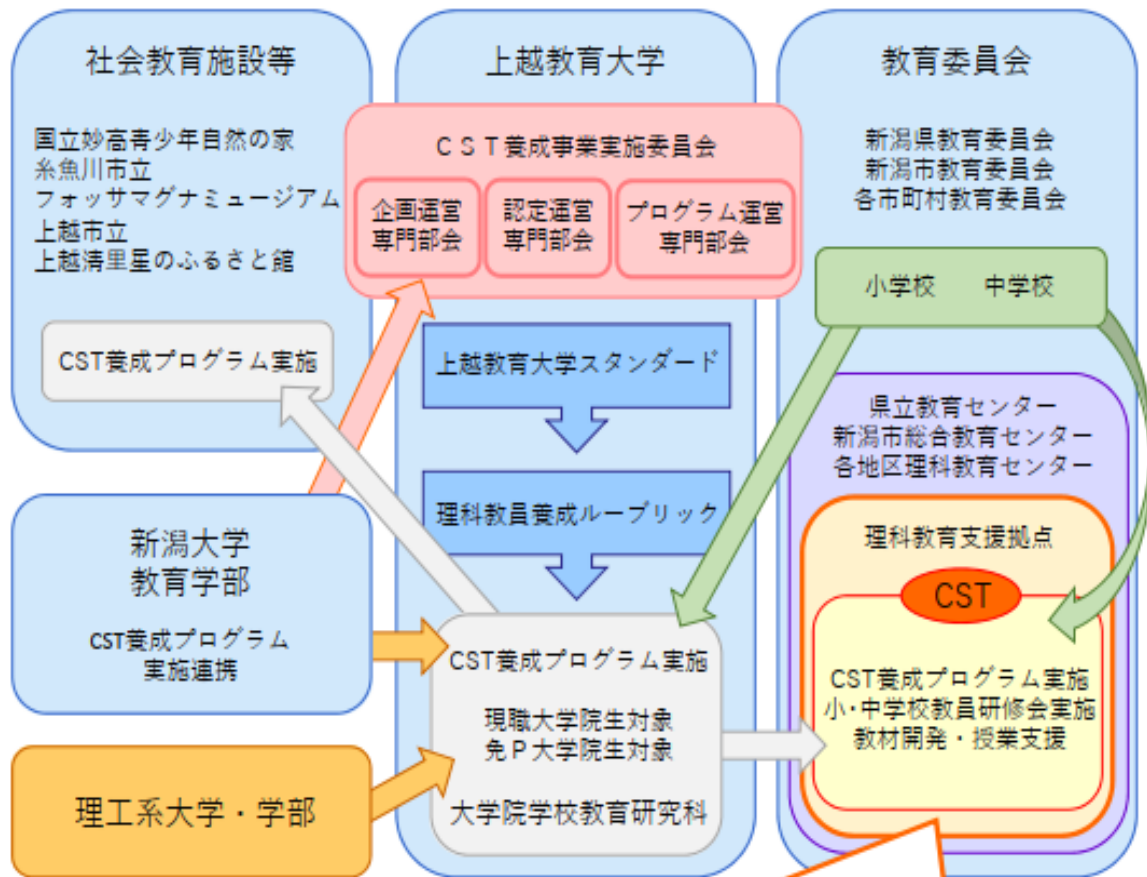 社会教育施設等
国立妙高青少年自然の家
糸魚川市立
フォッサマグナミュージアム
上越市立
上越清里星のふるさと館
CST養成プログラム実施
新潟大学
教育学部
CST養成プログラム
実施連携
理工系大学・学部
上越教育大学
CST養成事業実施委員会
企画運営
専門部会
認定運営
専門部会
プログラム運営
専門部会
上越教育大学スタンダード
理科教員養成ルーブリック
CST養成プログラム実施
現職大学院生対象
免P大学院生対象
大学院学校教育研究科
教育委員会
新潟県教育委員会
新潟市教育委員会
各市町村教育委員会
小学校 中学校
県立教育センター
新潟市総合教育センター
各地区理科教育センター
理科教育支援拠点
CST
CST養成プログラム実施
小・中学校教員研修会実施
教材開発・授業支援